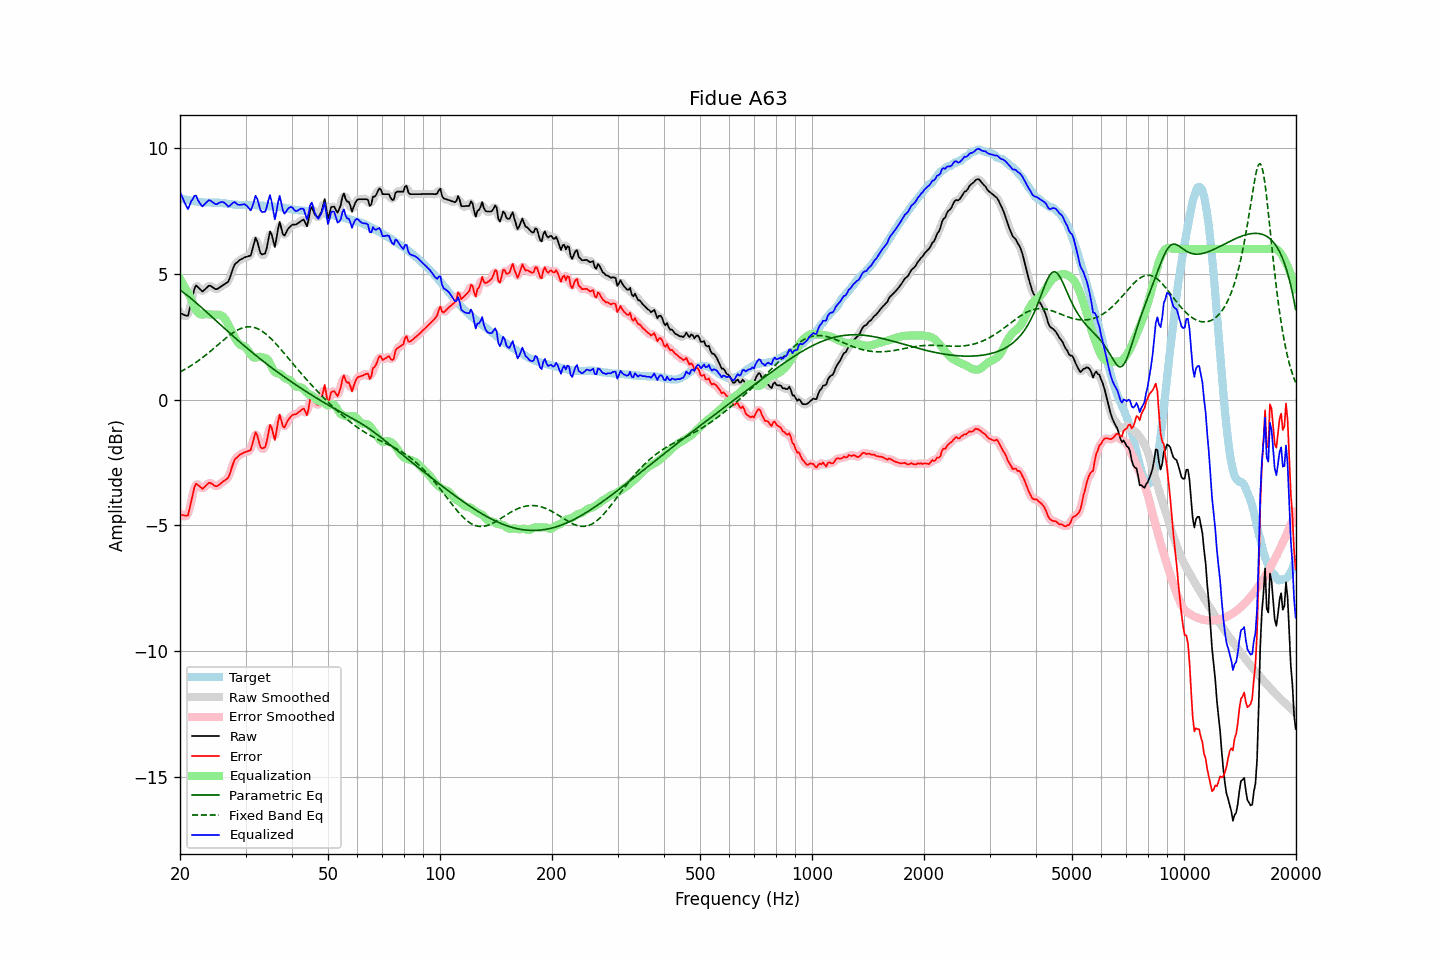 Fidue A63
Amplitude (dBr)
10
5
0
−5
−10
−15
Target
Raw Smoothed
Error Smoothed
Raw
Error
Equalization
Parametric Eq
Fixed Band Eq
Equalized
20 50 100 200 500 1000 2000 5000 10000 20000
Frequency (Hz)